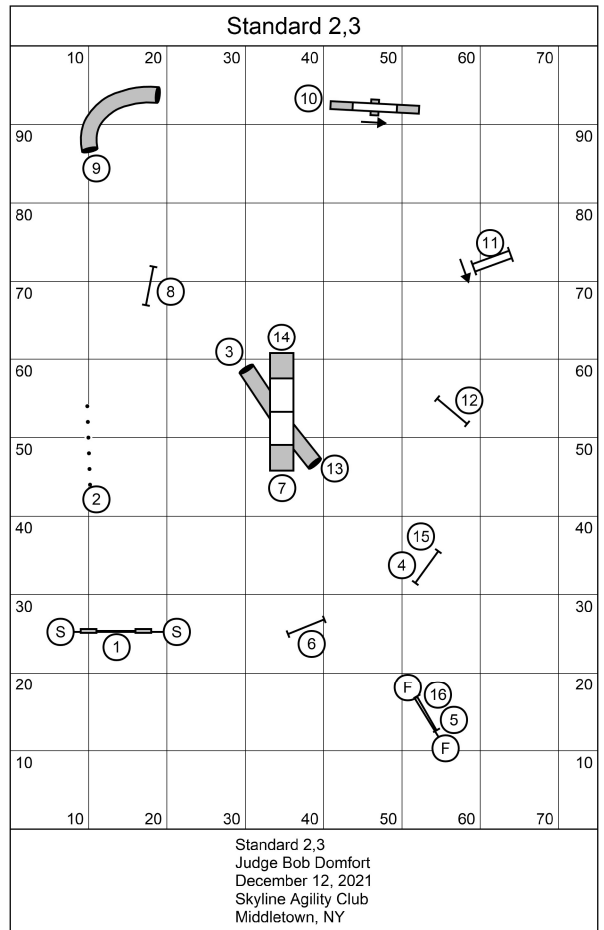 Standard 2,3
10 20 30 40 50 60 70
10
90 90
9
80 80
11
70 70
8
14
3
60 60
12
50 50
13
7
2
40 40
15
4
30 30
S S
1
6
20 20
F 16
5
F
10 10
10 20 30 40 50 60 70
Standard 2,3
Judge Bob Domfort
December 12, 2021
Skyline Agility Club
Middletown, NY